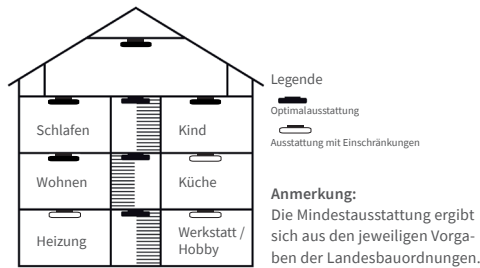 Schlafen
Kind
Wohnen
Küche
Heizung
Werkstatt /
Hobby
Legende
Optimalausstattung
Ausstattung mit Einschränkungen
Anmerkung:
Die Mindestausstattung ergibt
sich aus den jeweiligen Vorga-
ben der Landesbauordnungen.